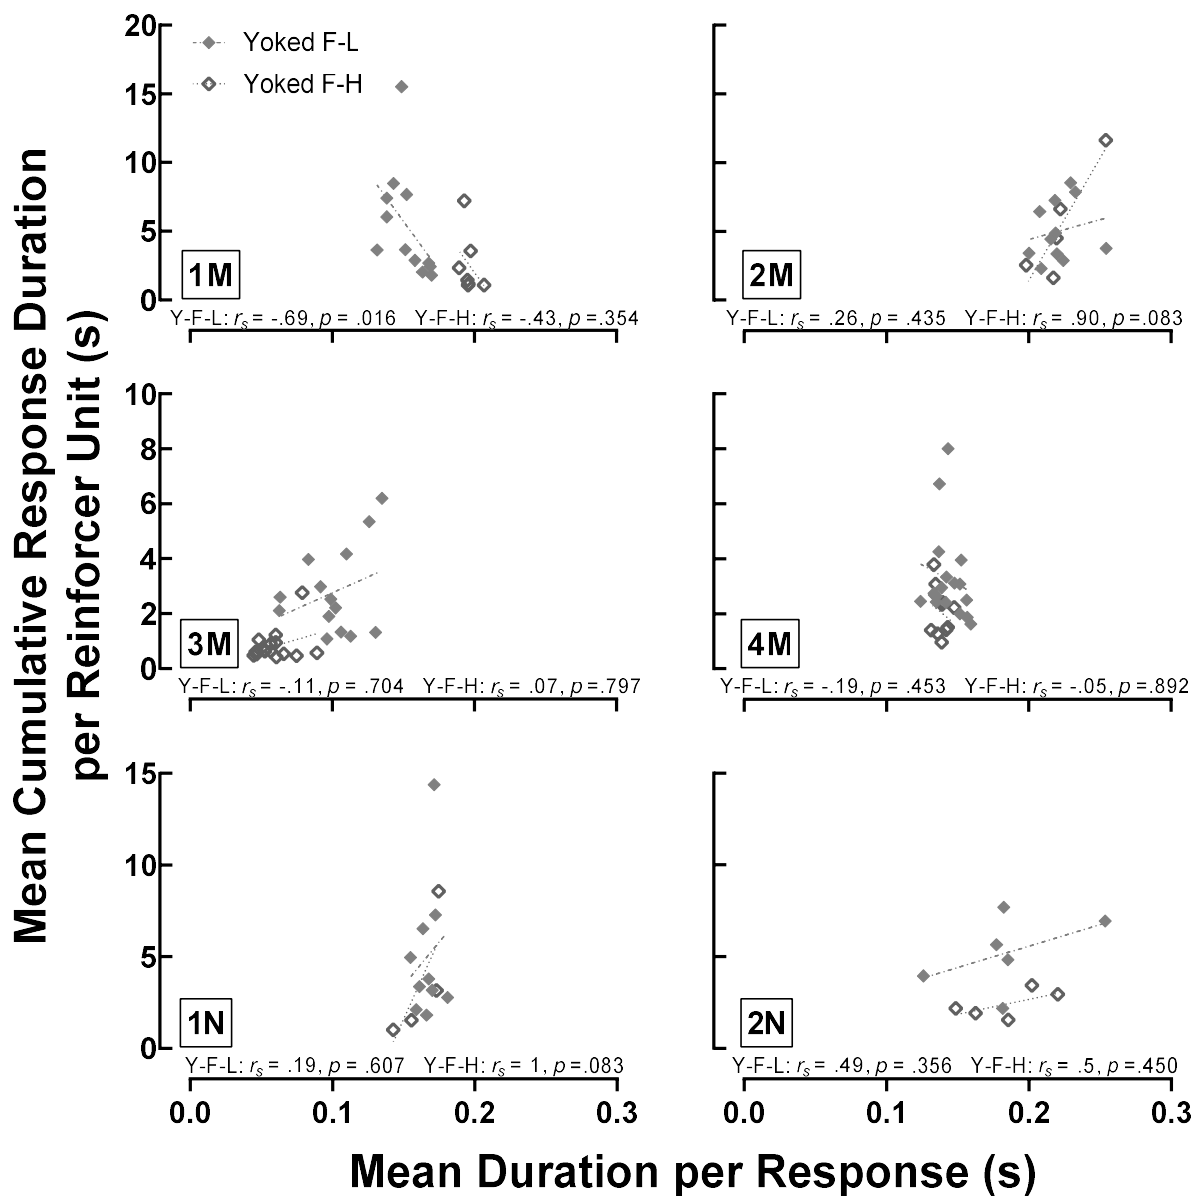 Mean Cumulative Response Duration
per Reinforcer Unit (s)
20
15
10
5
0
Yoked F-L
Yoked F-H
1M
2M
Y-F-L: rs = -.69, p = .016 Y-F-H: rs = -.43, p =.354
Y-F-L: rs = .26, p = .435 Y-F-H: rs = .90, p =.083
10
8
6
4
2
0
3M
4M
Y-F-L: rs = -.11, p = .704 Y-F-H: rs = .07, p =.797
Y-F-L: rs = -.19, p = .453 Y-F-H: rs = -.05, p =.892
15
10
5
0
1N
2N
Y-F-L: rs = .19, p = .607 Y-F-H: rs = 1, p =.083
Y-F-L: rs = .49, p = .356 Y-F-H: rs = .5, p =.450
0.0 0.1 0.2 0.3
0.0 0.1 0.2 0.3
Mean Duration per Response (s)